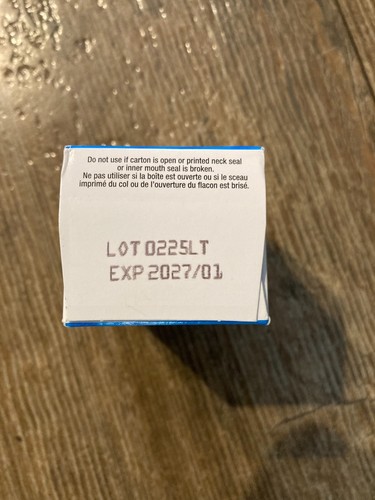 Do not use if carton is open or printed neck seal
or inner mouth seal is broken.
Ne pas utiliser si la boîte est ouverte ou si le sceau
imprimé du col ou de l'ouverture du flacon est brisé.
LOT 0225LT
EXP 2027/01